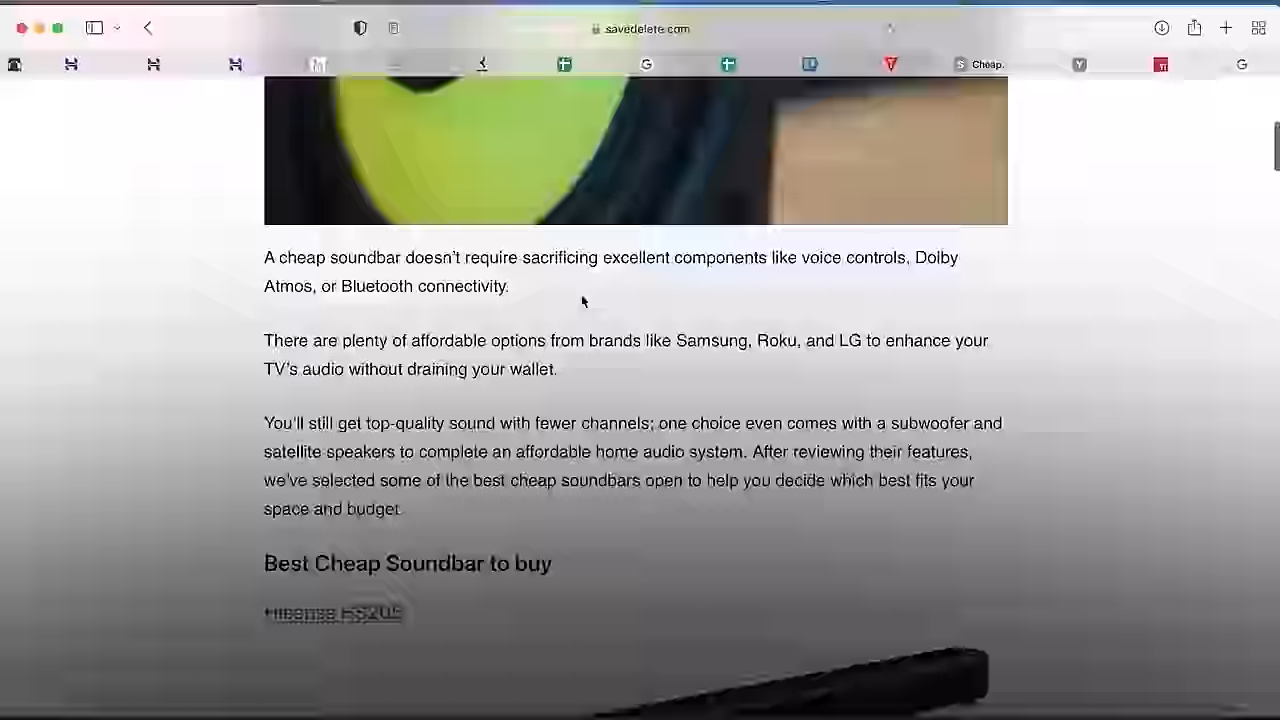 savedelete.com
Cheap.
A cheap soundbar doesn't require sacrificing excellent components like voice controls, Dolby
Atmos, or Bluetooth connectivity.
There are plenty of affordable options from brands like Samsung, Roku, and LG to enhance your
TV's audio without draining your wallet.
You'll still get top-quality sound with fewer channels; one choice even comes with a subwoofer and
satellite speakers to complete an affordable home audio system. After reviewing their features,
we've selected some of the best cheap soundbars open to help you decide which best fits your
space and budget.
Best Cheap Soundbar to buy
Hisense